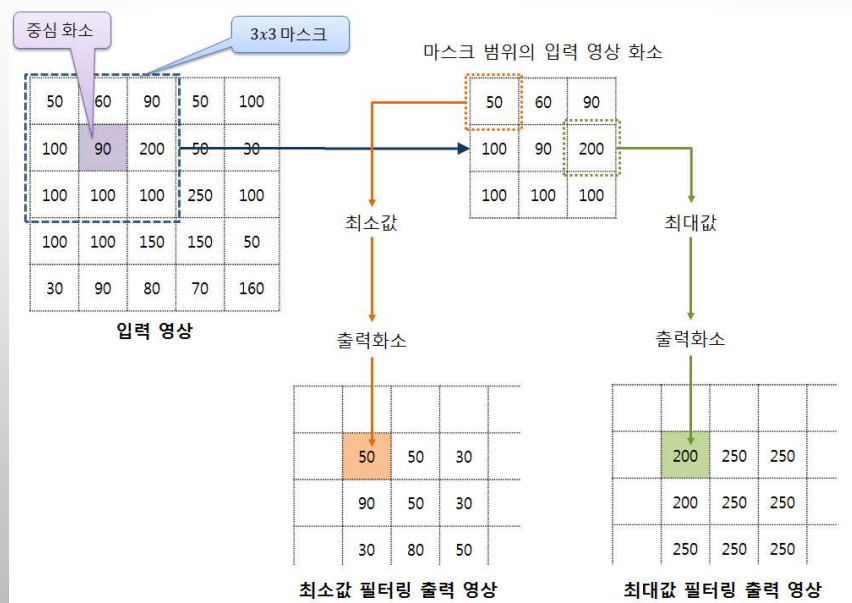 중심 화소
3x3 마스크
마스크 범위의 입력 영상 화소
50 60 90 50 100
100 90 200 50 30
100 100 100 250 100
100 100 150 150 50
30 90 80 70 160
입력 영상
50 60 90
100 90 200
100 100 100
최소값
최대값
출력화소
출력화소
50 50 30
90 50 30
30 80 50
최소값 필터링 출력 영상
200 250 250
200 250 250
250 250 250
최대값 필터링 출력 영상